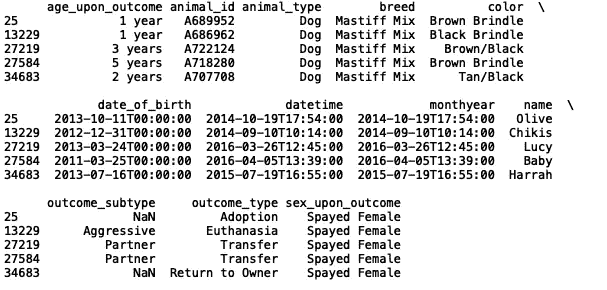 age_upon_outcome animal_id animal_type breed color \
25 1 year A689952 Dog Mastiff Mix Brown Brindle
13229 1 year A686962 Dog Mastiff Mix Black Brindle
27219 3 years A722124 Dog Mastiff Mix Brown/Black
27584 5 years A718280 Dog Mastiff Mix Brown Brindle
34683 2 years A707708 Dog Mastiff Mix Tan/Black
date_of_birth datetime monthyear name \
25 2013-10-11T00:00:00 2014-10-19T17:54:00 2014-10-19T17:54:00 Olive
13229 2012-12-31T00:00:00 2014-09-10T10:14:00 2014-09-10T10:14:00 Chikis
27219 2013-03-24T00:00:00 2016-03-26T12:45:00 2016-03-26T12:45:00 Lucy
27584 2011-03-25T00:00:00 2016-04-05T13:39:00 2016-04-05T13:39:00 Baby
34683 2013-07-16T00:00:00 2015-07-19T16:55:00 2015-07-19T16:55:00 Harrah
outcome_subtype outcome_type sex_upon_outcome
25 NaN Adoption Spayed Female
13229 Aggressive Euthanasia Spayed Female
27219 Partner Transfer Spayed Female
27584 Partner Transfer Spayed Female
34683 NaN Return to Owner Spayed Female